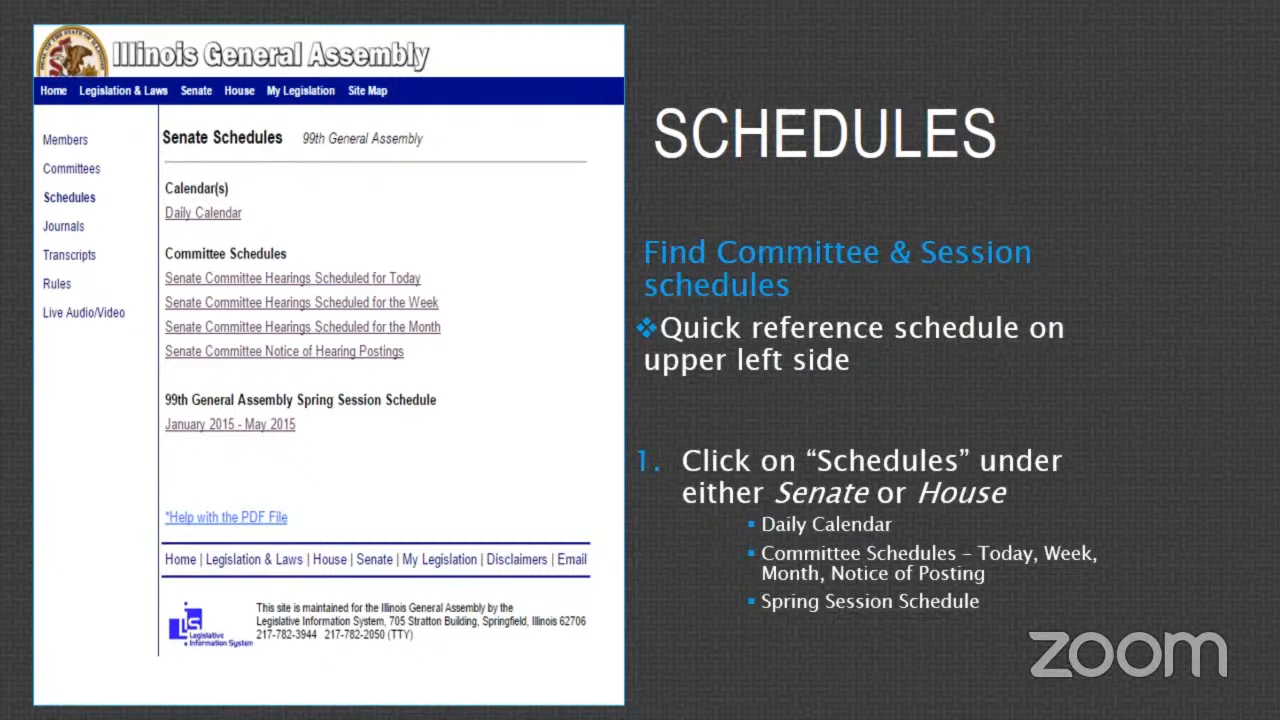 Illinois General Assembly
Home Legislation & Laws Senate House My Legislation Site Map
Members
Committees
Schedules
Journals
Transcripts
Rules
Live Audio/Video
Senate Schedules 99th General Assembly
Calendar(s)
Daily Calendar
Committee Schedules
Senate Committee Hearings Scheduled for Today
Senate Committee Hearings Scheduled for the Week
Senate Committee Hearings Scheduled for the Month
Senate Committee Notice of Hearing Postings
99th General Assembly Spring Session Schedule
January 2015 - May 2015
*Help with the PDF File
Home | Legislation & Laws | House | Senate | My Legislation | Disclaimers | Email
LIS
Legislative
Information System
This site is maintained for the Illinois General Assembly by the
Legislative Information System, 705 Stratton Building, Springfield, Illinois 62706
217-782-3944 217-782-2050 (TTY)
SCHEDULES
Find Committee & Session
schedules
❖Quick reference schedule on
upper left side
1. Click on “Schedules” under
either Senate or House
▪ Daily Calendar
▪ Committee Schedules – Today, Week,
Month, Notice of Posting
▪ Spring Session Schedule
zoom